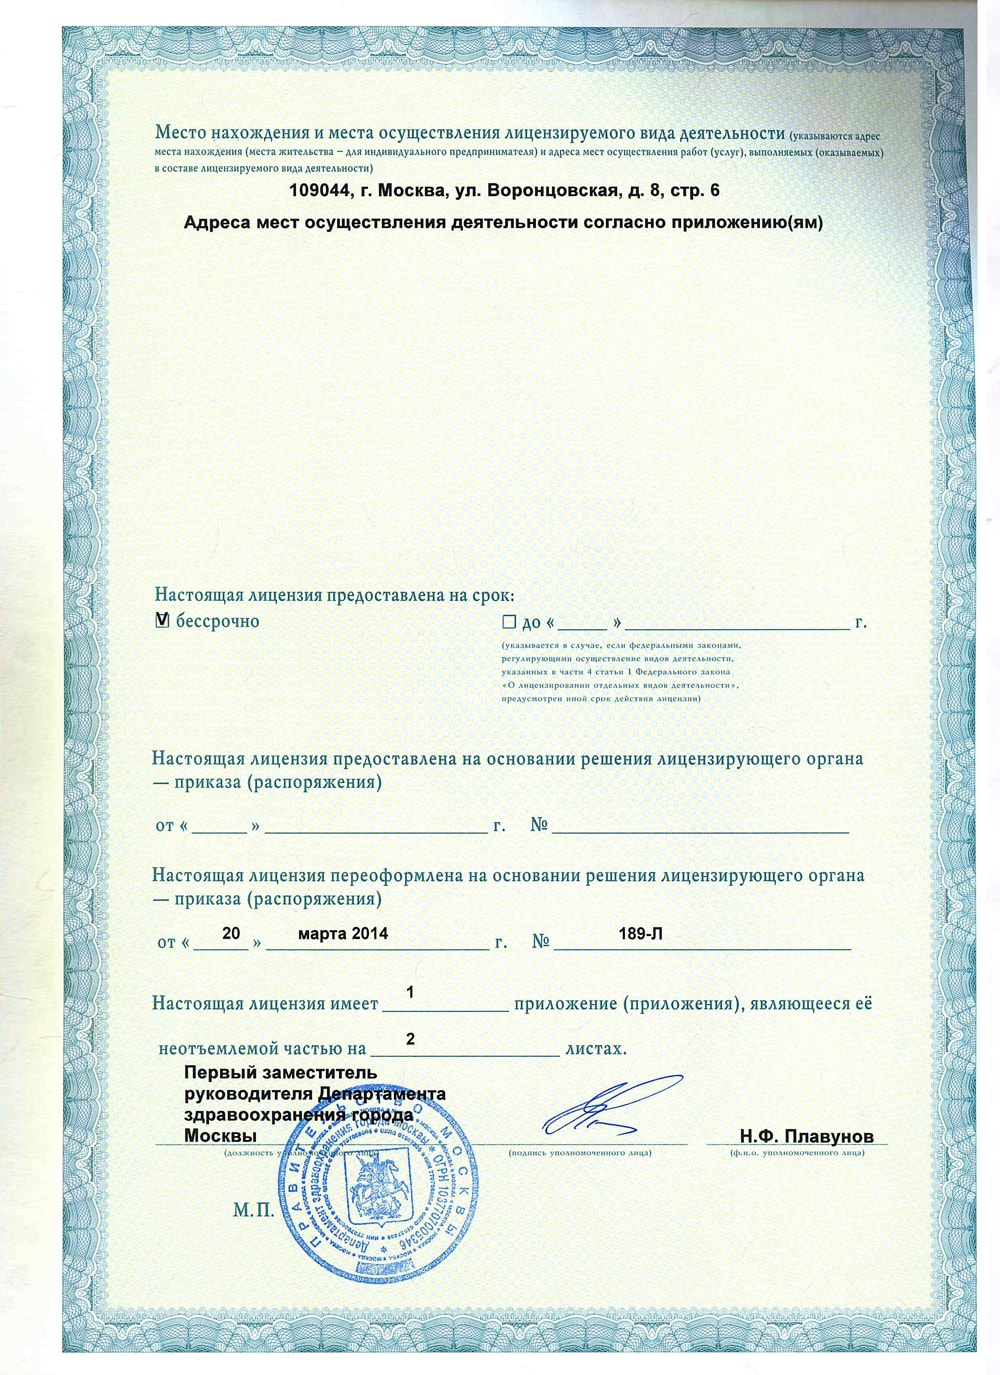 Место нахождения и места осуществления лицензируемого вида деятельности (указываются адрес
места нахождения (места жительства – для индивидуального предпринимателя) и адреса мест осуществления работ (услуг), выполняемых (оказываемых)
в составе лицензируемого вида деятельности)
109044, г. Москва, ул. Воронцовская, д. 8, стр. 6
Адреса мест осуществления деятельности согласно приложению(ям)
Настоящая лицензия предоставлена на срок:
V бессрочно
до « ______ » ______ г.
(указывается в случае, если федеральными законами,
регулирующими осуществление видов деятельности,
указанных в части 4 статьи 1 Федерального закона
«О лицензировании отдельных видов деятельности»,
предусмотрен иной срок действия лицензии)
Настоящая лицензия предоставлена на основании решения лицензирующего органа
— приказа (распоряжения)
от « ______ » ______ г. № ______
Настоящая лицензия переоформлена на основании решения лицензирующего органа
— приказа (распоряжения)
от « 20 » марта 2014 г. № 189-Л
Настоящая лицензия имеет 1 приложение (приложения), являющееся её
неотъемлемой частью на 2 листах.
Первый заместитель
руководителя Департамента
здравоохранения города
Москвы
Н.Ф. Плавунов
(должность уполномоченного лица)
(подпись уполномоченного лица)
(ф.и.о. уполномоченного лица)
М.П.
ПРАВИТЕЛЬСТВО МОСКВЫ
Департамент здравоохранения города Москвы * ОГРН 1037707005346 *